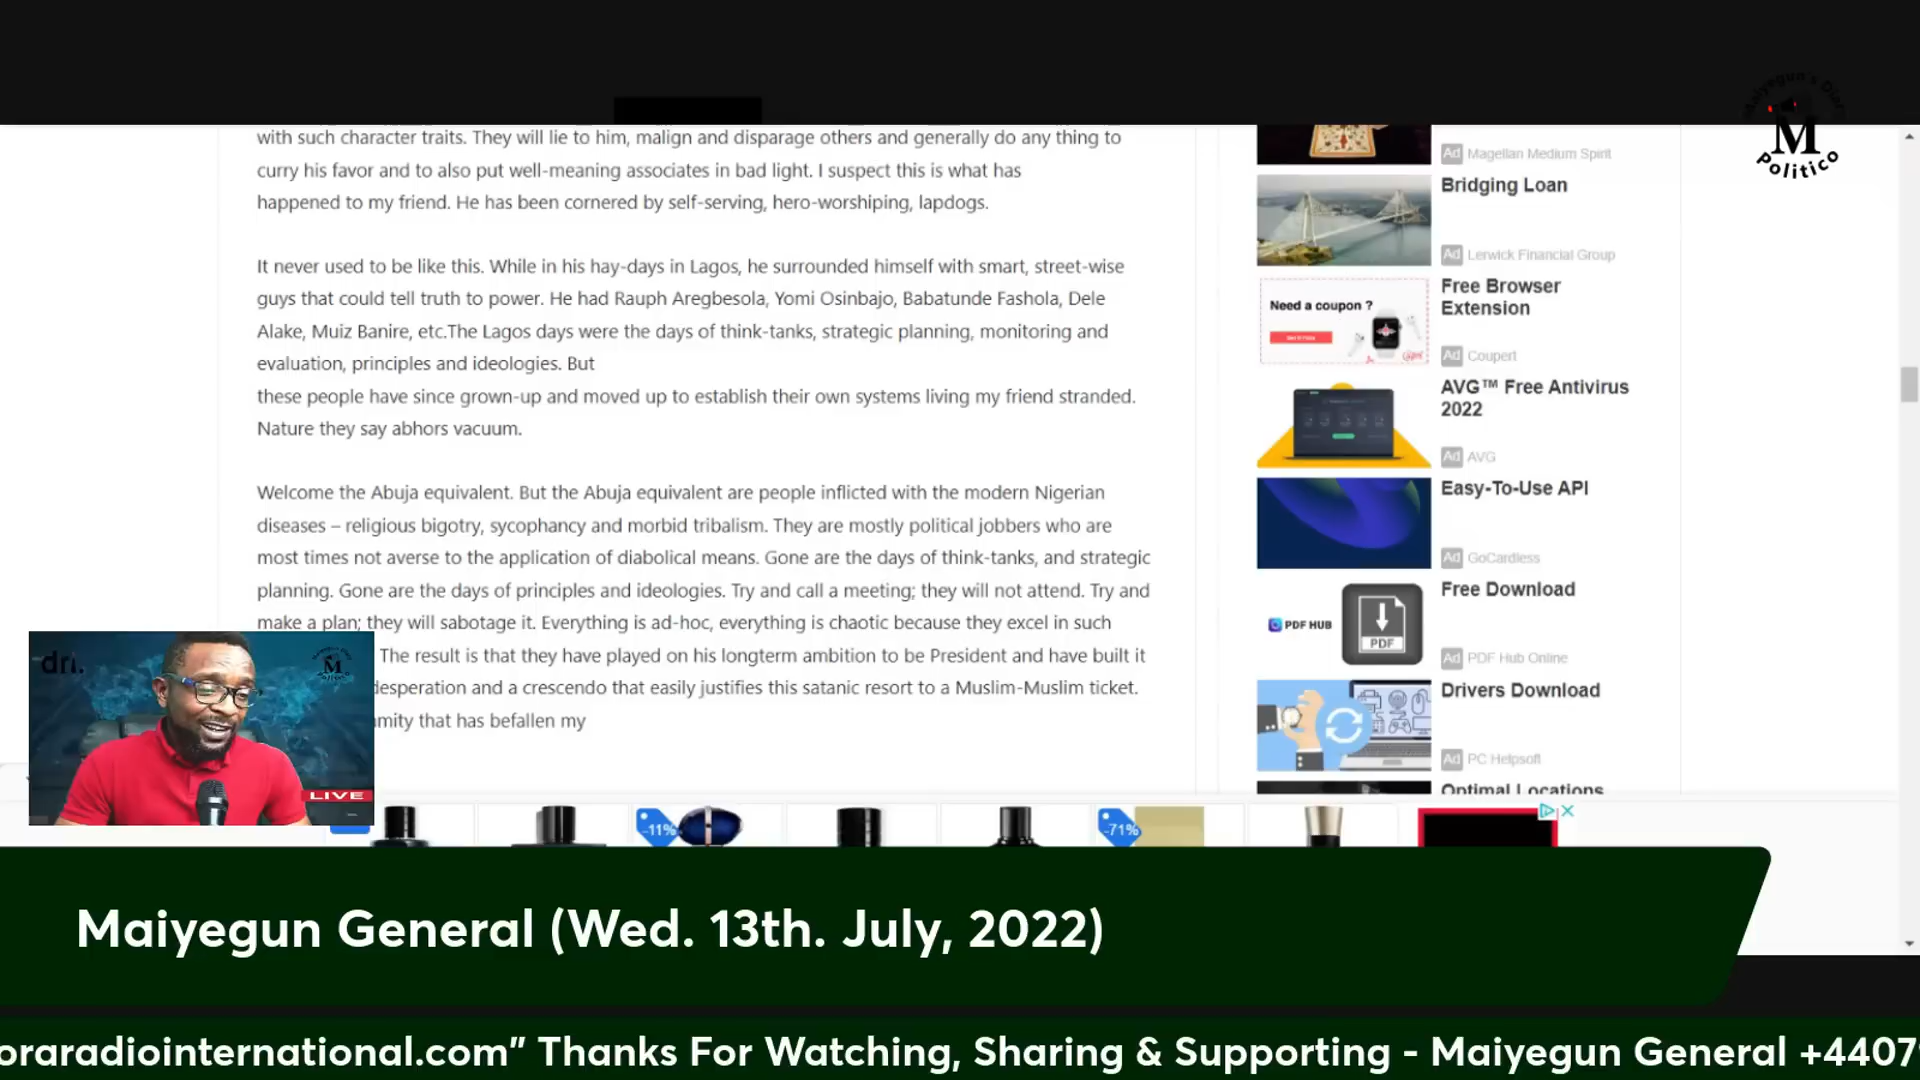 Maiyegun's
M
Politico
with such character traits. They will lie to him, malign and disparage others and generally do any thing to
curry his favor and to also put well-meaning associates in bad light. I suspect this is what has
happened to my friend. He has been cornered by self-serving, hero-worshiping, lapdogs.
It never used to be like this. While in his hay-days in Lagos, he surrounded himself with smart, street-wise
guys that could tell truth to power. He had Rauph Aregbesola, Yomi Osinbajo, Babatunde Fashola, Dele
Alake, Muiz Banire, etc.The Lagos days were the days of think-tanks, strategic planning, monitoring and
evaluation, principles and ideologies. But
these people have since grown-up and moved up to establish their own systems living my friend stranded.
Nature they say abhors vacuum.
Welcome the Abuja equivalent. But the Abuja equivalent are people inflicted with the modern Nigerian
diseases – religious bigotry, sycophancy and morbid tribalism. They are mostly political jobbers who are
most times not averse to the application of diabolical means. Gone are the days of think-tanks, and strategic
planning. Gone are the days of principles and ideologies. Try and call a meeting; they will not attend. Try and
make a plan; they will sabotage it. Everything is ad-hoc, everything is chaotic because they excel in such
The result is that they have played on his longterm ambition to be President and have built it
desperation and a crescendo that easily justifies this satanic resort to a Muslim-Muslim ticket.
amity that has befallen my
Ad Magellan Medium Spirit
Bridging Loan
Ad Lerwick Financial Group
Need a coupon ?
Free Browser
Extension
Ad Coupert
AVG™ Free Antivirus
2022
Ad AVG
Easy-To-Use API
Ad GoCardless
PDF HUB
PDF
Free Download
Ad PDF Hub Online
Drivers Download
Ad PC Helpsoft
Optimal Locations
dri.
M
LIVE
-11%
-71%
Maiyegun General (Wed. 13th. July, 2022)
oraradiointernational.com” Thanks For Watching, Sharing & Supporting - Maiyegun General +4407